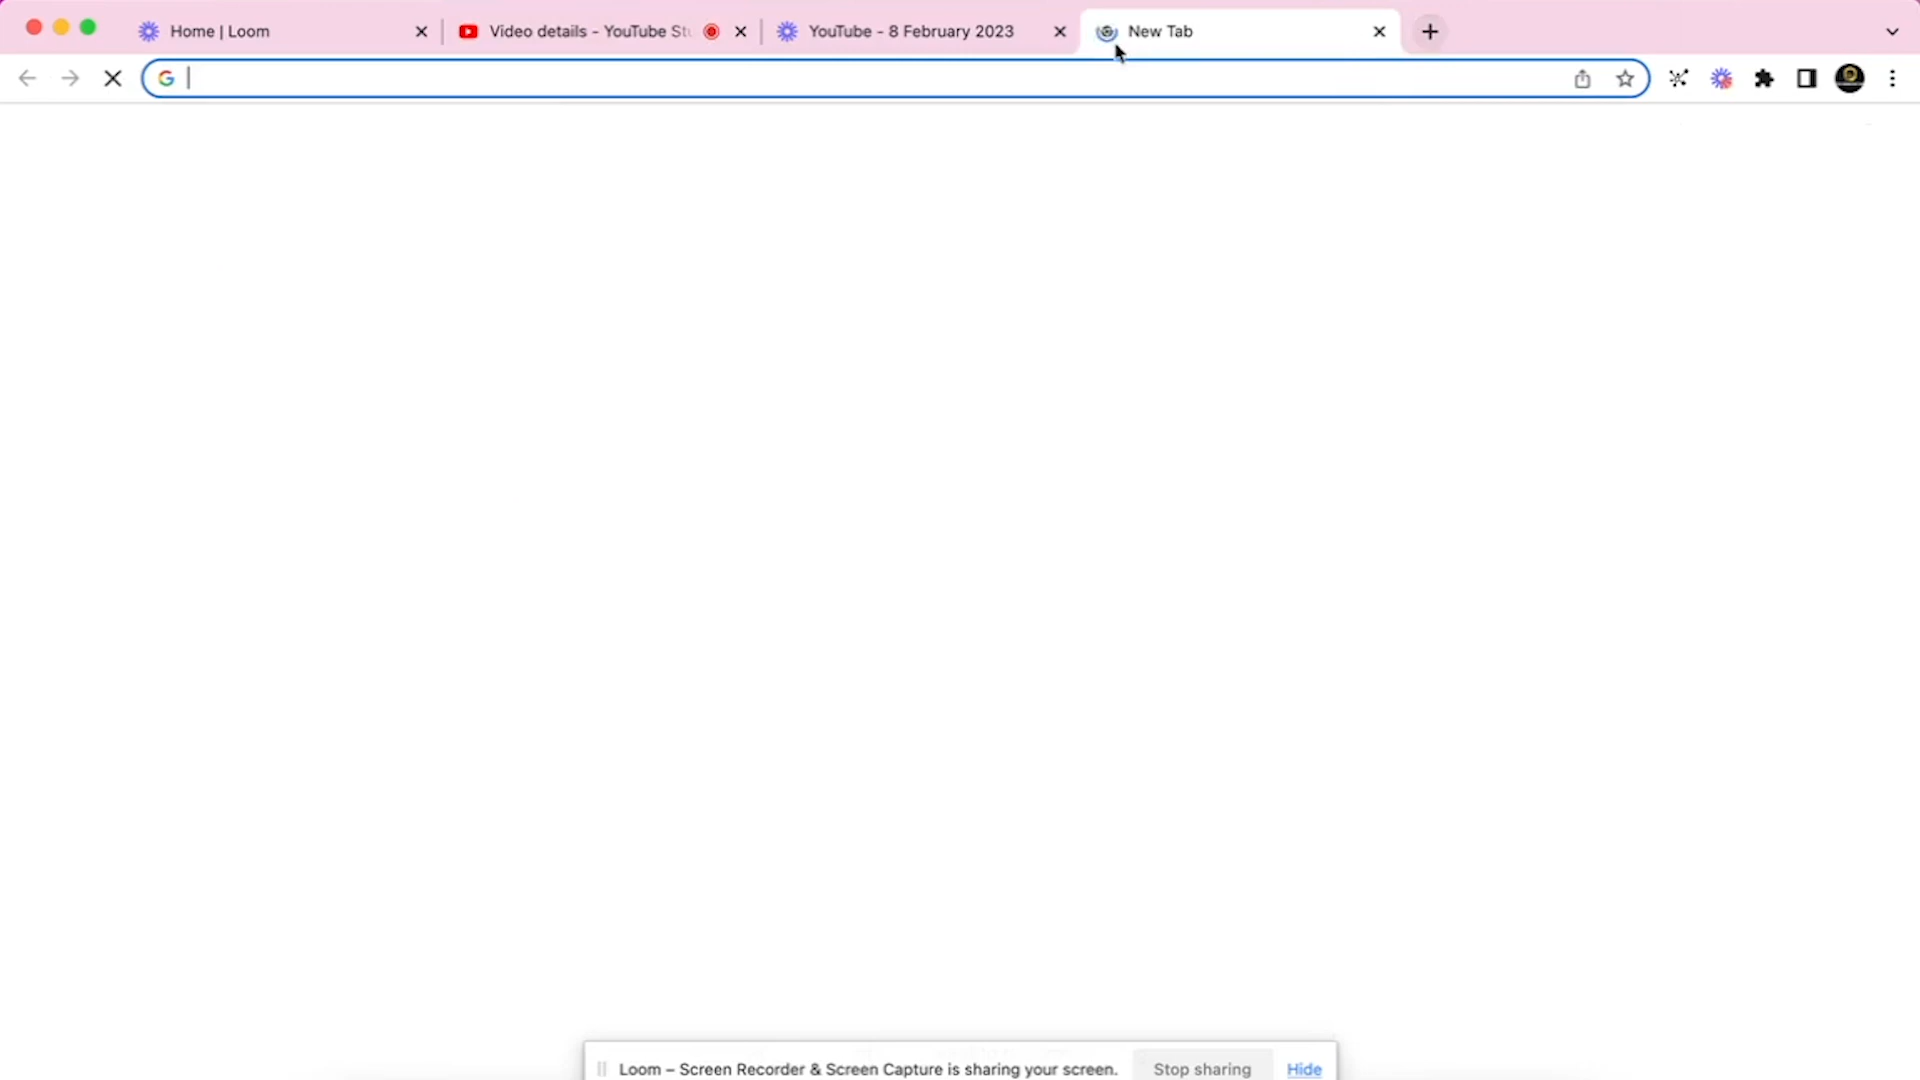 Home | Loom
Video details - YouTube Stu
YouTube - 8 February 2023
New Tab
Loom – Screen Recorder & Screen Capture is sharing your screen.
Stop sharing
Hide